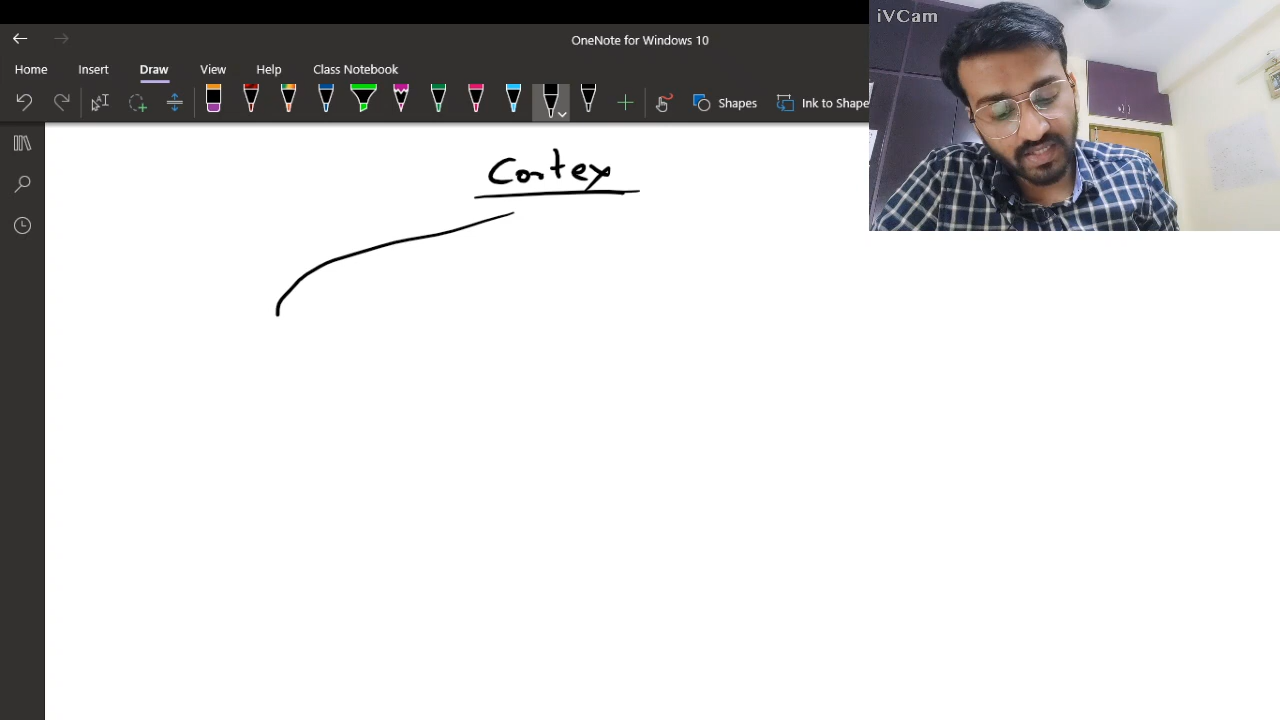 iVCam
OneNote for Windows 10
Home Insert Draw View Help Class Notebook
Shapes Ink to Shape
Cortex